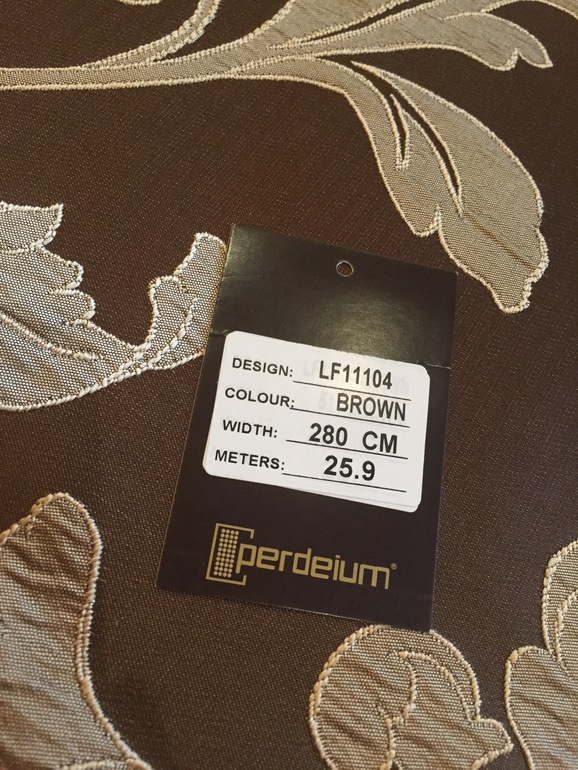 DESIGN: LF11104
COLOUR: BROWN
WIDTH: 280 CM
METERS: 25.9
perdeium®